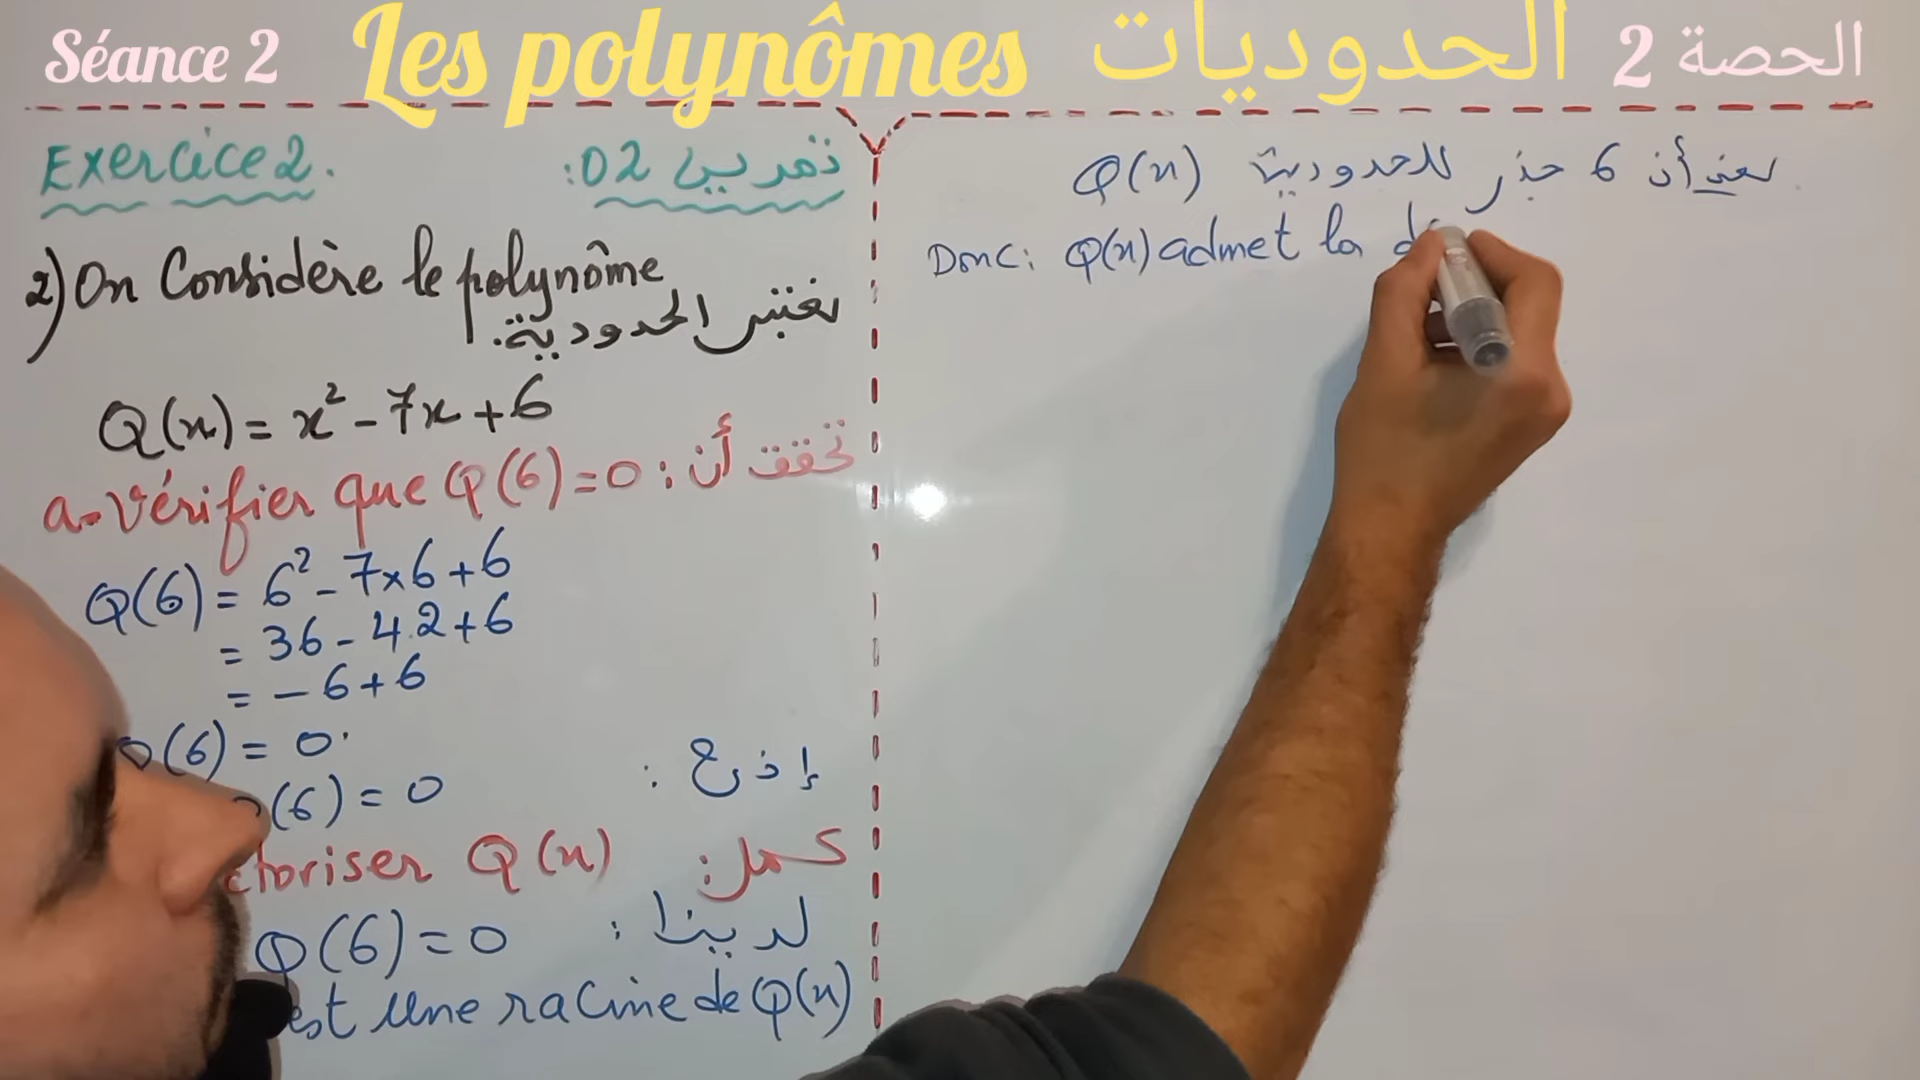 Séance 2 Les polynômes الحدوديات الحصة 2
Exercice 2. تمرين 02:
2) On Considère le polynôme
نعتبر الحدودية:
Q(x) = x² - 7x + 6
a. Vérifier que Q(6) = 0 : تحقق أن
Q(6) = 6² - 7x6 + 6
= 36 - 42 + 6
= - 6 + 6
(6) = 0
(6) = 0 إذن :
ctoriser Q(x) كمل:
Q(6) = 0 لدينا :
est une racine de Q(x)
يعني أن 6 جذر للحدودية Q(x)
Donc: Q(x) admet la